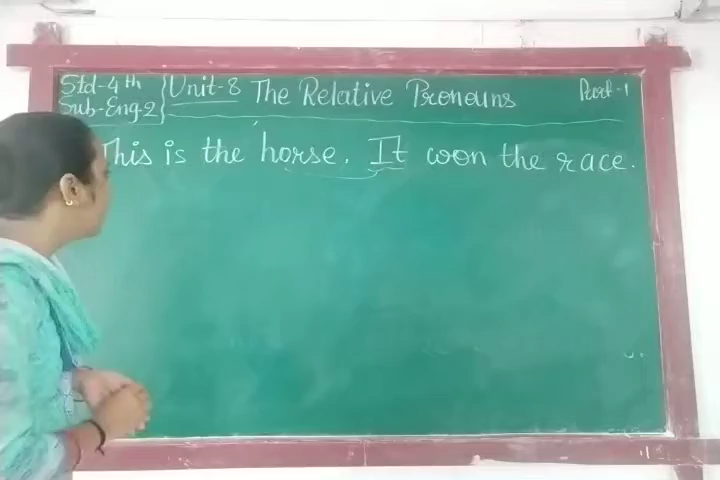 Std-4th Unit-8 The Relative Pronouns Part-1
Sub-Eng-2
This is the horse. It woon the race.